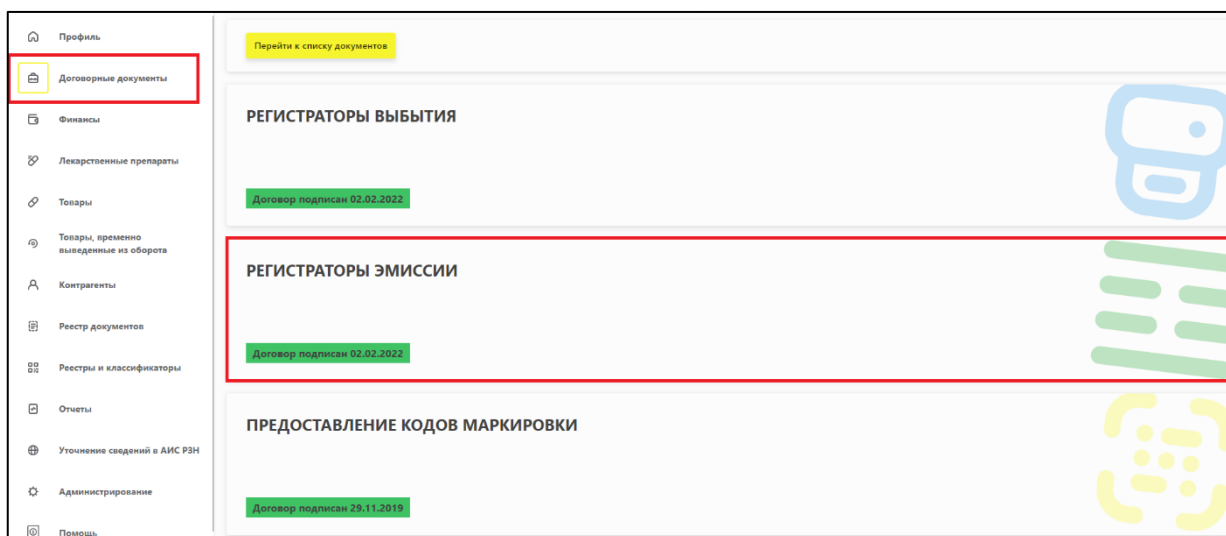 Профиль
Договорные документы
Финансы
Лекарственные препараты
Товары
Товары, временно
выведенные из оборота
Контрагенты
Реестр документов
Реестры и классификаторы
Отчеты
Уточнение сведений в АИС РЗН
Администрирование
Помощь
Перейти к списку документов
РЕГИСТРАТОРЫ ВЫБЫТИЯ
Договор подписан 02.02.2022
РЕГИСТРАТОРЫ ЭМИССИИ
Договор подписан 02.02.2022
ПРЕДОСТАВЛЕНИЕ КОДОВ МАРКИРОВКИ
Договор подписан 29.11.2019